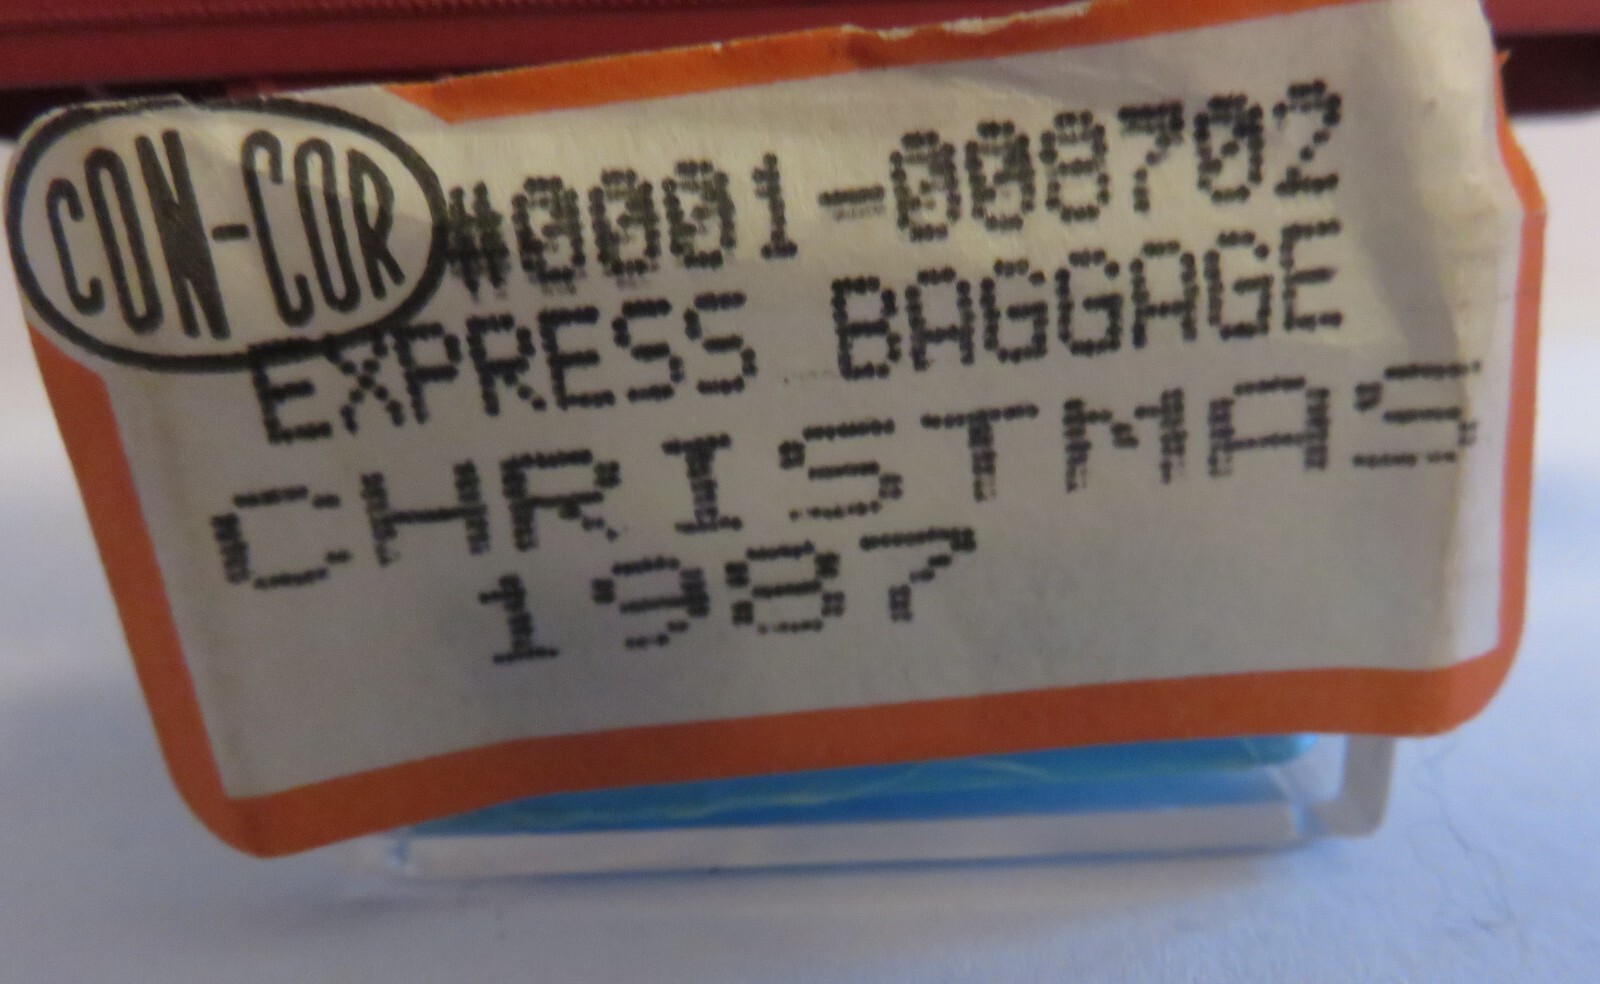 CON-COR #0001-008702
EXPRESS BAGGAGE
CHRISTMAS
1987